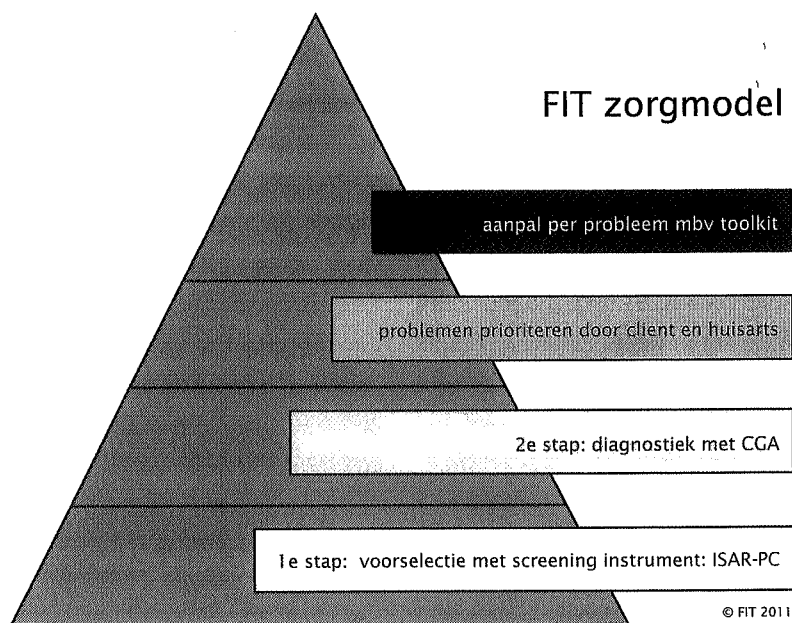 FIT zorgmodel
aanpal per probleem mbv toolkit
problemen prioriteren door client en huisarts
2e stap: diagnostiek met CGA
1e stap: voorselectie met screening instrument: ISAR-PC
© FIT 2011